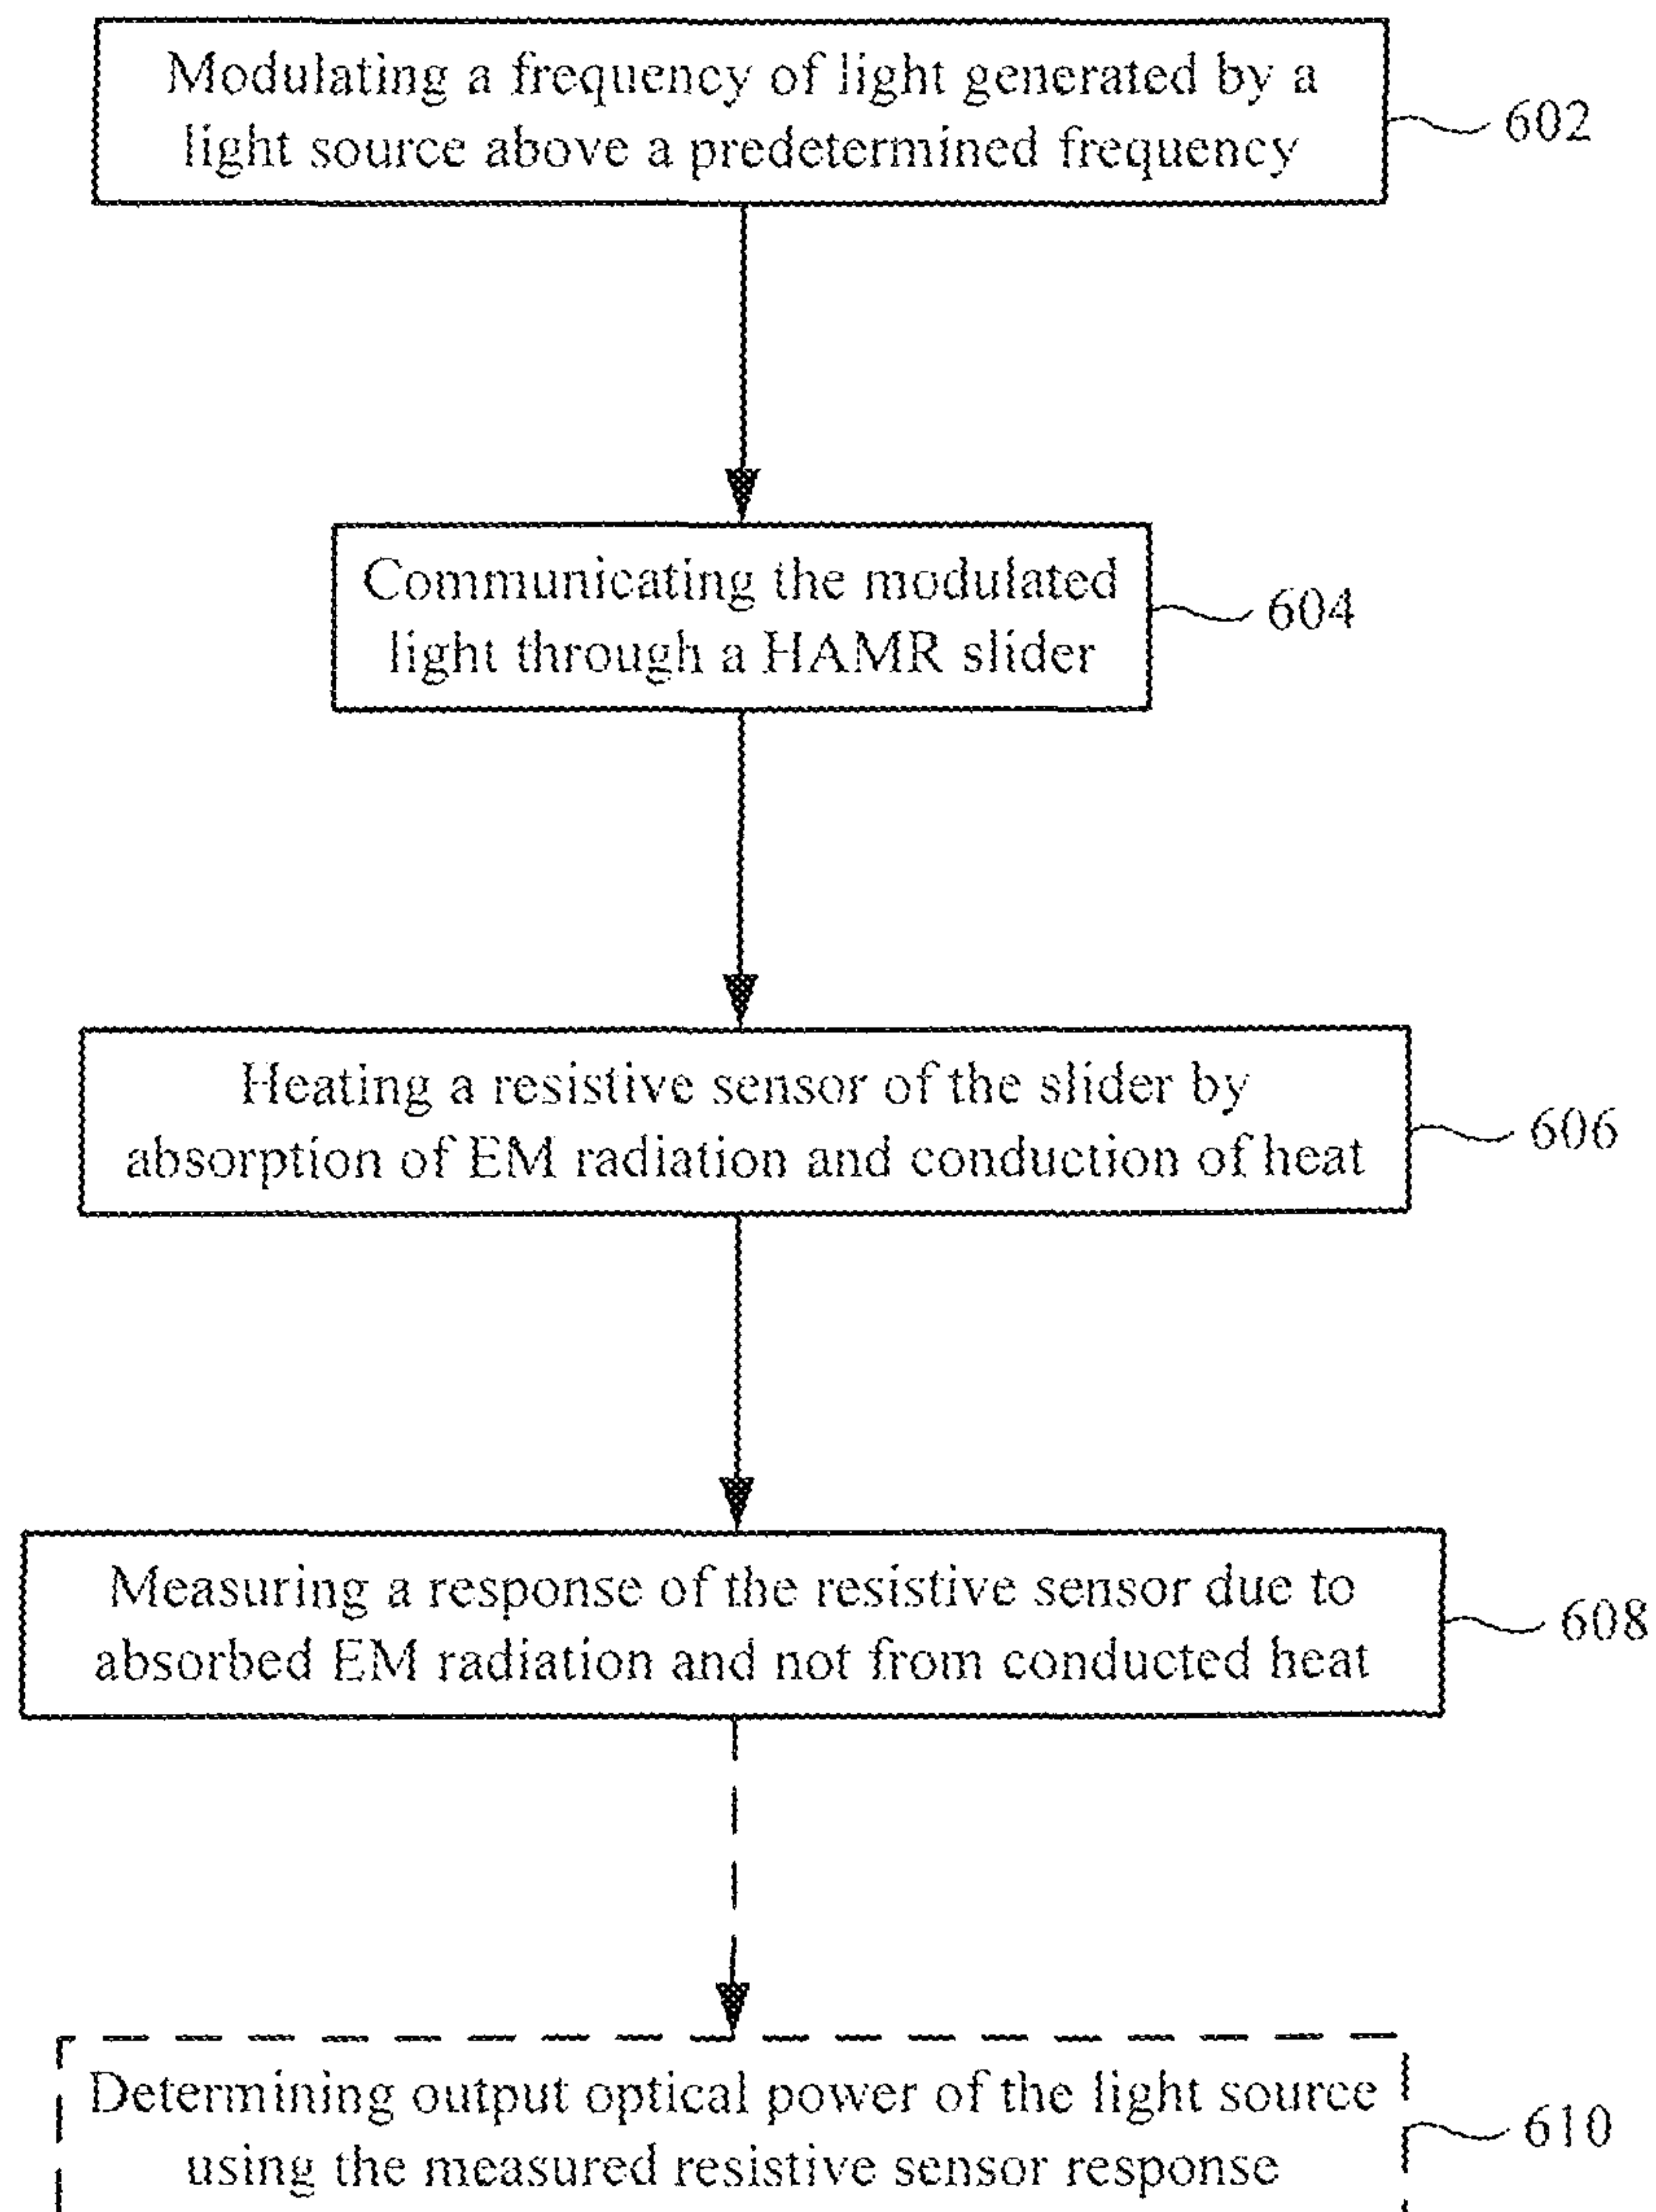 Modulating a frequency of light generated by a
light source above a predetermined frequency
602
Communicating the modulated
light through a HAMR slider
604
Heating a resistive sensor of the slider by
absorption of EM radiation and conduction of heat
606
Measuring a response of the resistive sensor due to
absorbed EM radiation and not from conducted heat
608
Determining output optical power of the light source
using the measured resistive sensor response
610